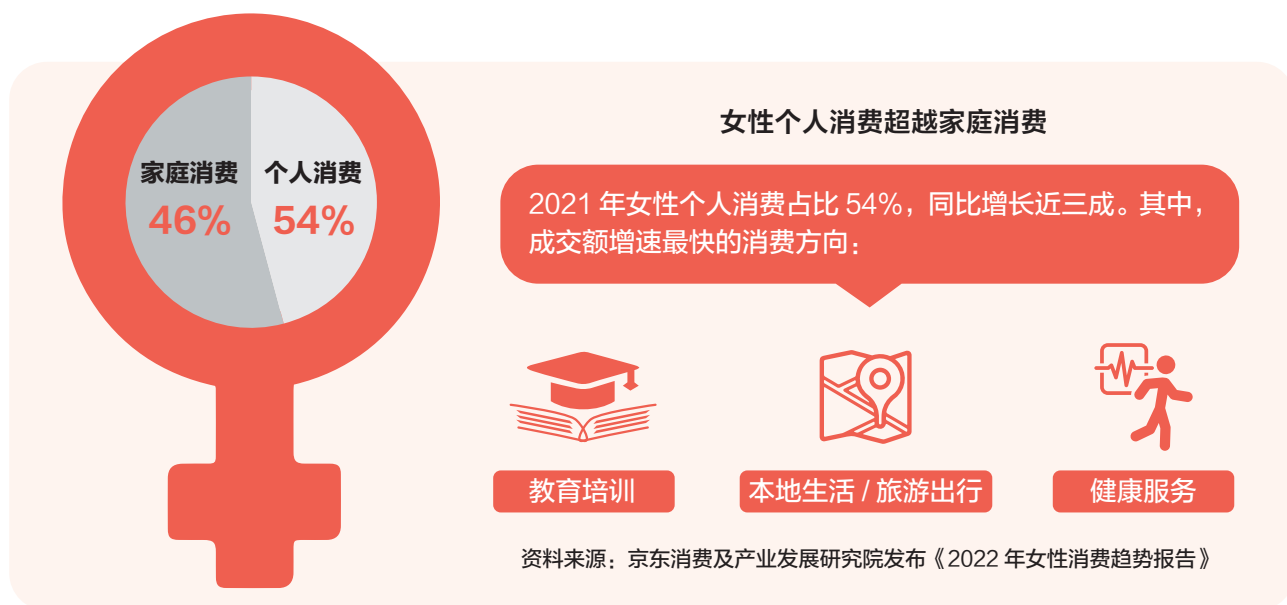 家庭消费
46%
个人消费
54%
女性个人消费超越家庭消费
2021 年女性个人消费占比 54%，同比增长近三成。其中，
成交额增速最快的消费方向：
教育培训
本地生活 / 旅游出行
健康服务
资料来源：京东消费及产业发展研究院发布《2022 年女性消费趋势报告》